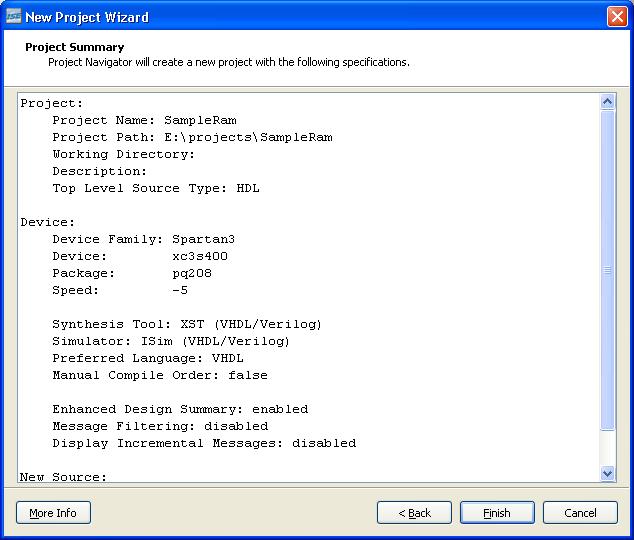 ISE New Project Wizard
Project Summary
Project Navigator will create a new project with the following specifications.
Project:
Project Name: SampleRam
Project Path: E:\projects\SampleRam
Working Directory:
Description:
Top Level Source Type: HDL
Device:
Device Family: Spartan3
Device: xc3s400
Package: pq208
Speed: -5
Synthesis Tool: XST (VHDL/Verilog)
Simulator: ISim (VHDL/Verilog)
Preferred Language: VHDL
Manual Compile Order: false
Enhanced Design Summary: enabled
Message Filtering: disabled
Display Incremental Messages: disabled
New Source:
More Info
< Back
Finish
Cancel